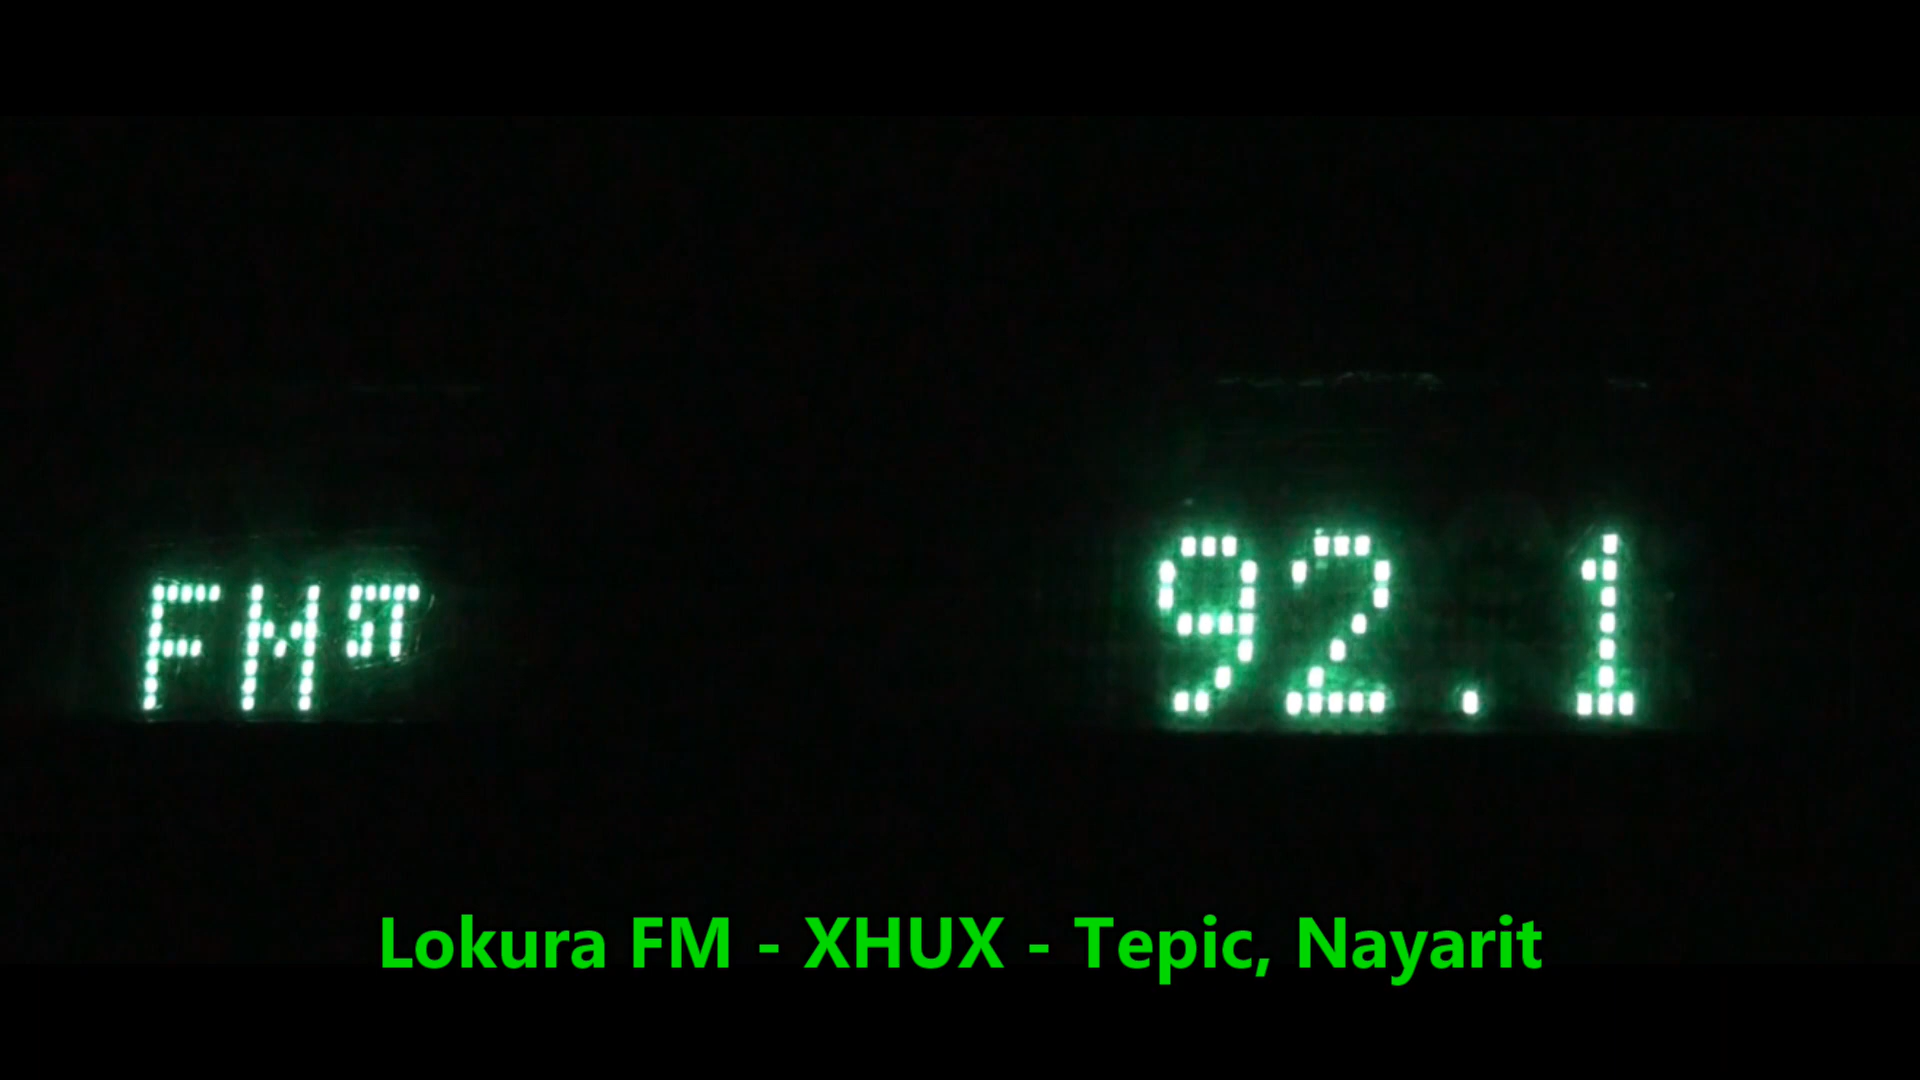 FM ST 92.1
Lokura FM - XHUX - Tepic, Nayarit